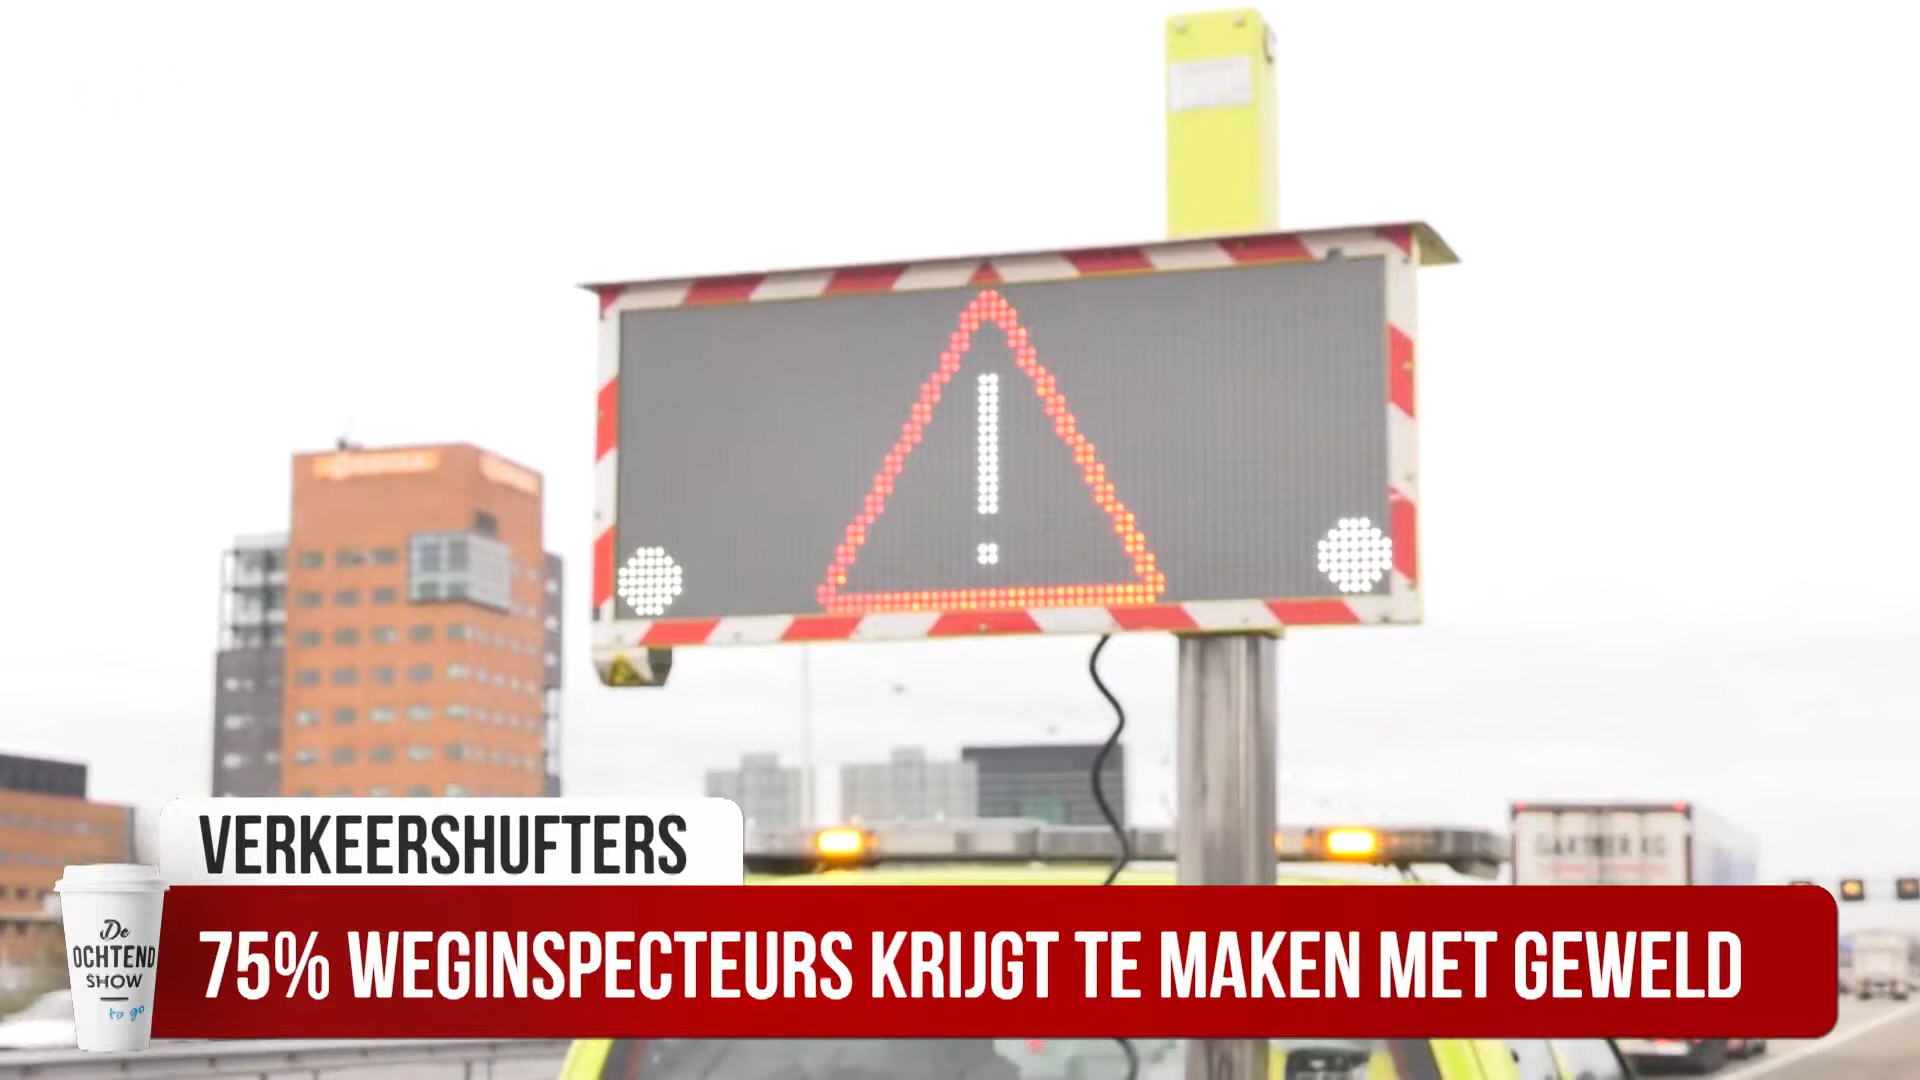 VERKEERSHUFTERS
75% WEGINSPECTEURS KRIJGT TE MAKEN MET GEWELD
De
OCHTEND
SHOW
to go